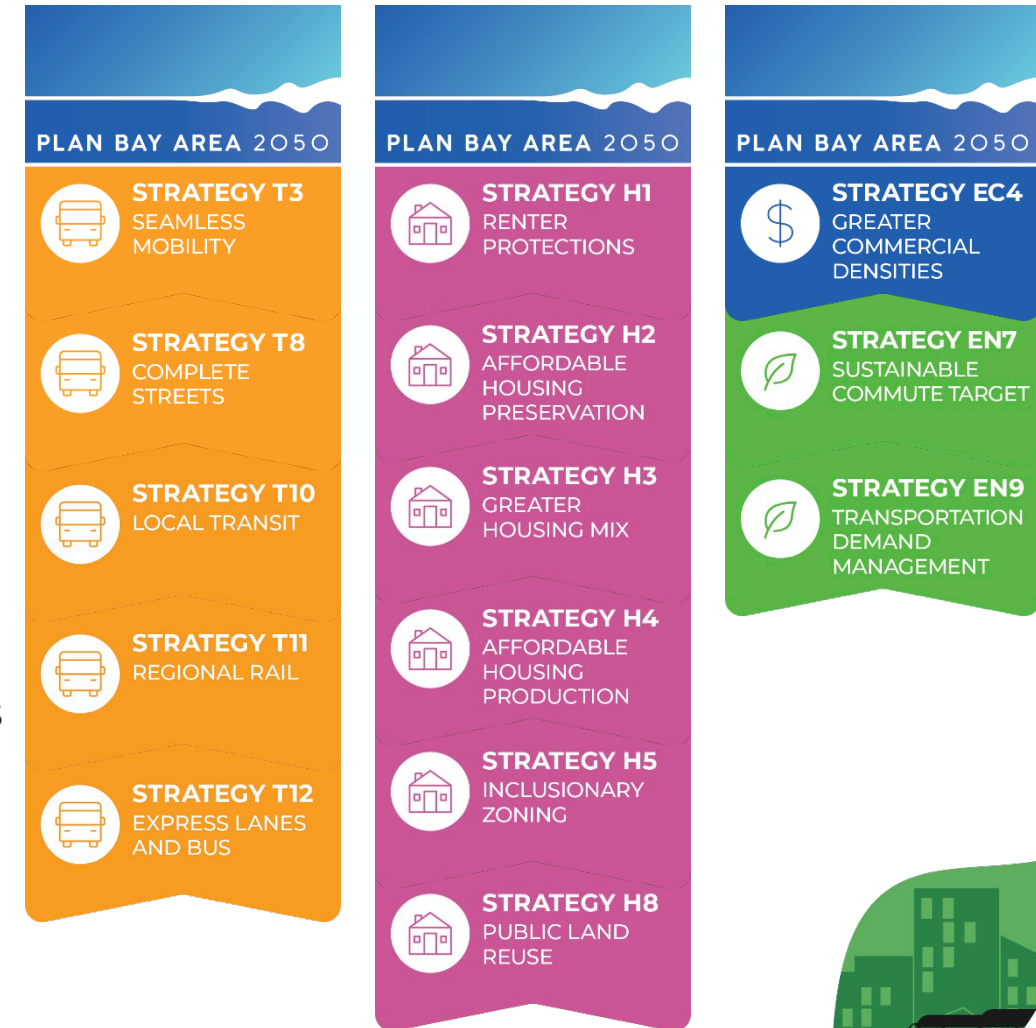 PLAN BAY AREA 2050
STRATEGY T3
SEAMLESS
MOBILITY
STRATEGY T8
COMPLETE
STREETS
STRATEGY T10
LOCAL TRANSIT
STRATEGY T11
REGIONAL RAIL
STRATEGY T12
EXPRESS LANES
AND BUS
PLAN BAY AREA 2050
STRATEGY H1
RENTER
PROTECTIONS
STRATEGY H2
AFFORDABLE
HOUSING
PRESERVATION
STRATEGY H3
GREATER
HOUSING MIX
STRATEGY H4
AFFORDABLE
HOUSING
PRODUCTION
STRATEGY H5
INCLUSIONARY
ZONING
STRATEGY H8
PUBLIC LAND
REUSE
PLAN BAY AREA 2050
$
STRATEGY EC4
GREATER
COMMERCIAL
DENSITIES
STRATEGY EN7
SUSTAINABLE
COMMUTE TARGET
STRATEGY EN9
TRANSPORTATION
DEMAND
MANAGEMENT